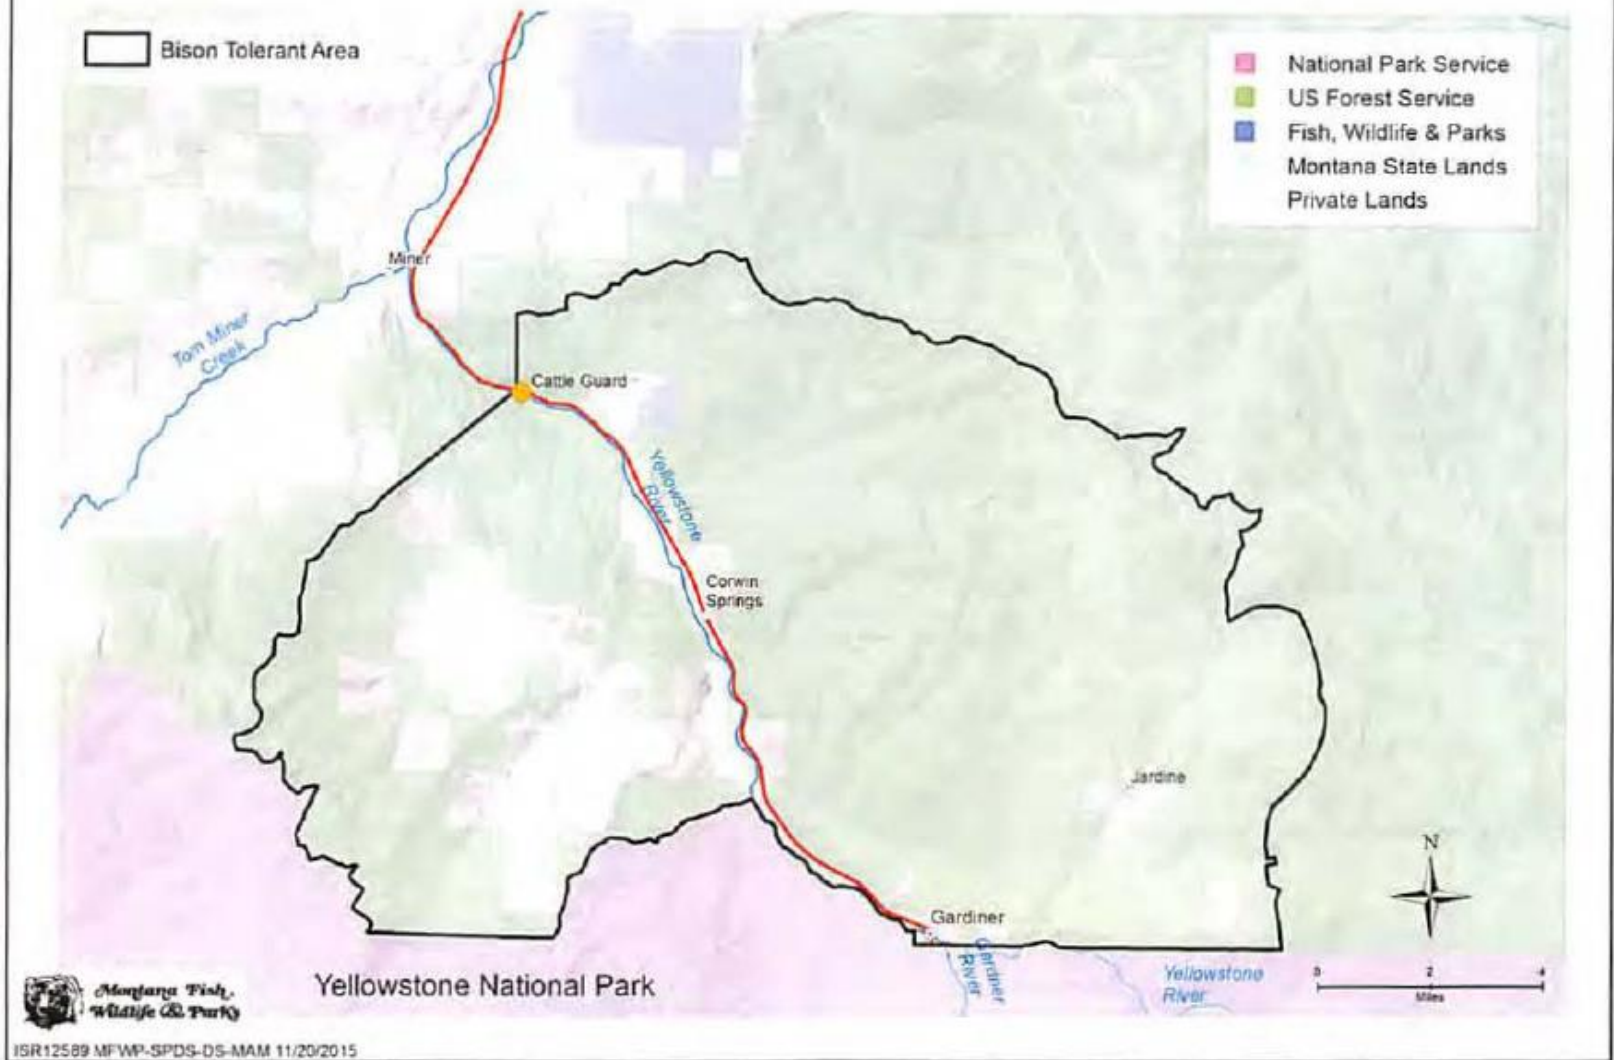 Bison Tolerant Area
National Park Service
US Forest Service
Fish, Wildlife & Parks
Montana State Lands
Private Lands
Miner
Tom Miner
Creek
Cattle Guard
Yellowstone
River
Corwin
Springs
Jardine
N
Gardiner
Gardner
River
Yellowstone
River
0 2 4
Miles
Yellowstone National Park
Montana Fish,
Wildlife & Parks
ISR12589 MFWP-SPDS-DS-MAM 11/20/2015